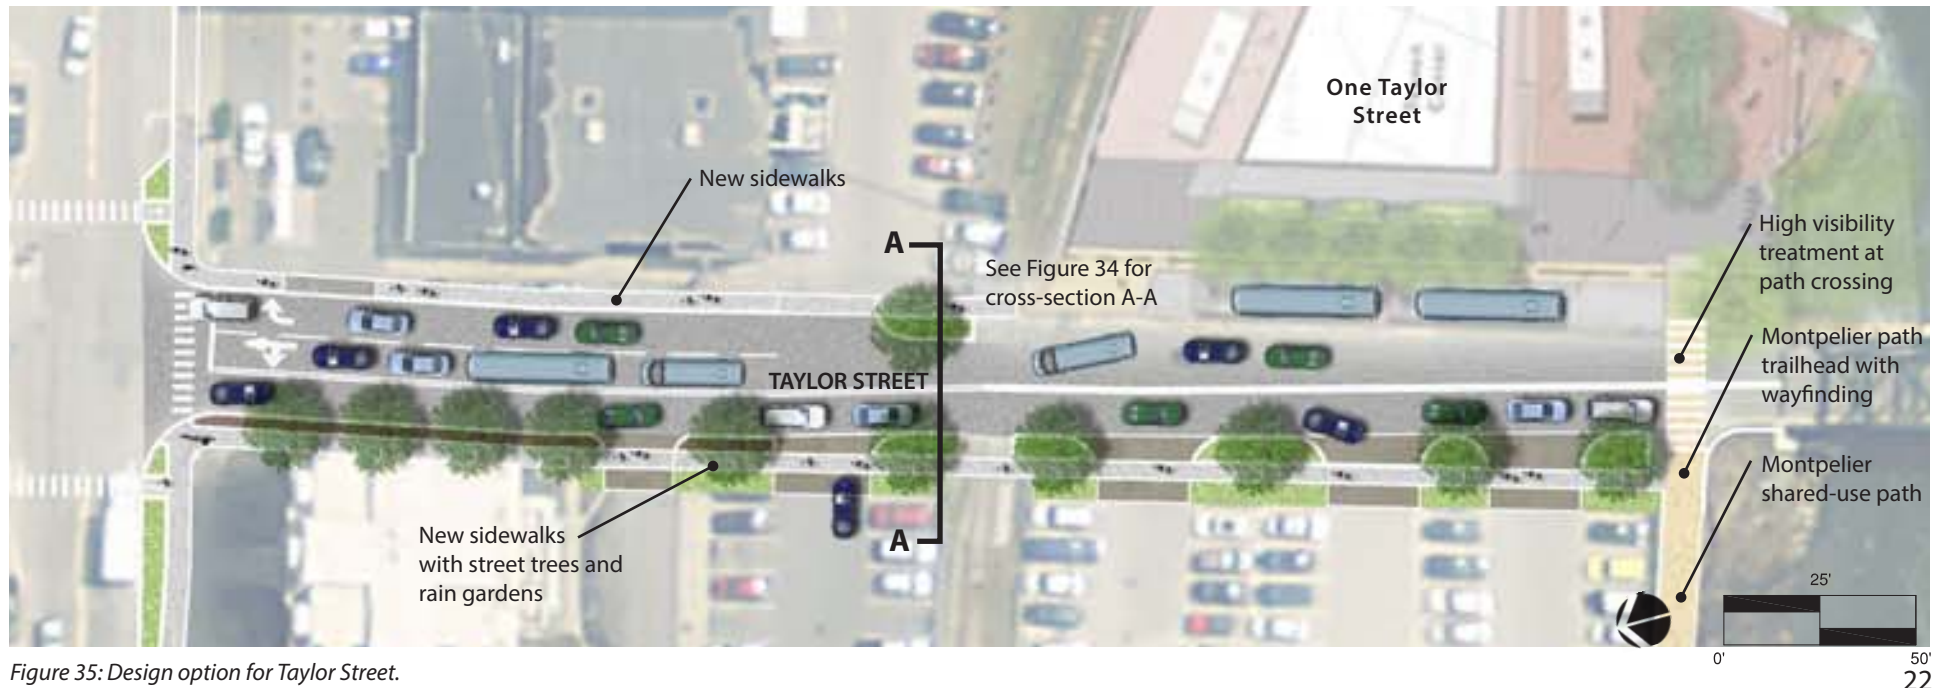 One Taylor
Street
New sidewalks
A
See Figure 34 for
cross-section A-A
High visibility
treatment at
path crossing
Montpelier path
trailhead with
wayfinding
TAYLOR STREET
Montpelier
shared-use path
New sidewalks
with street trees and
rain gardens
A
25'
0'
50'
Figure 35: Design option for Taylor Street.
22